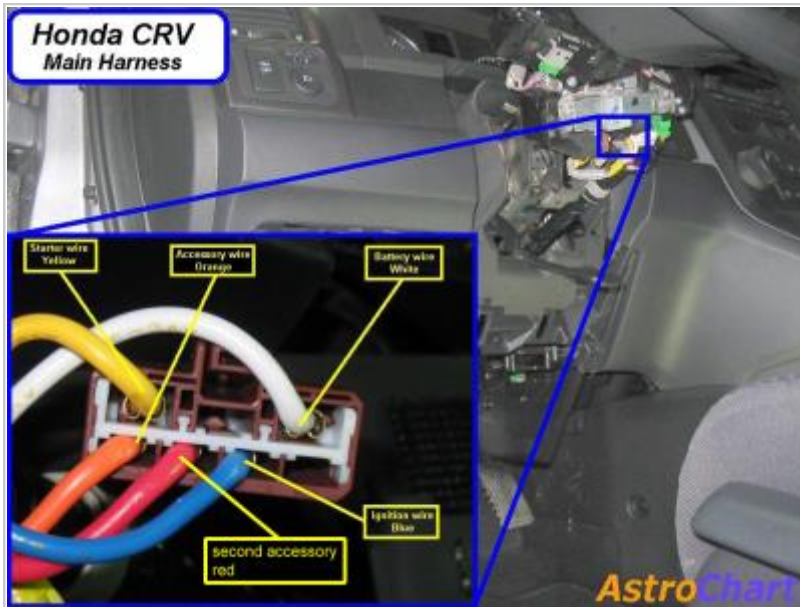 Honda CRV
Main Harness
Starter wire
Yellow
Accessory wire
Orange
Battery wire
White
Ignition wire
Blue
second accessory
red
AstroChart